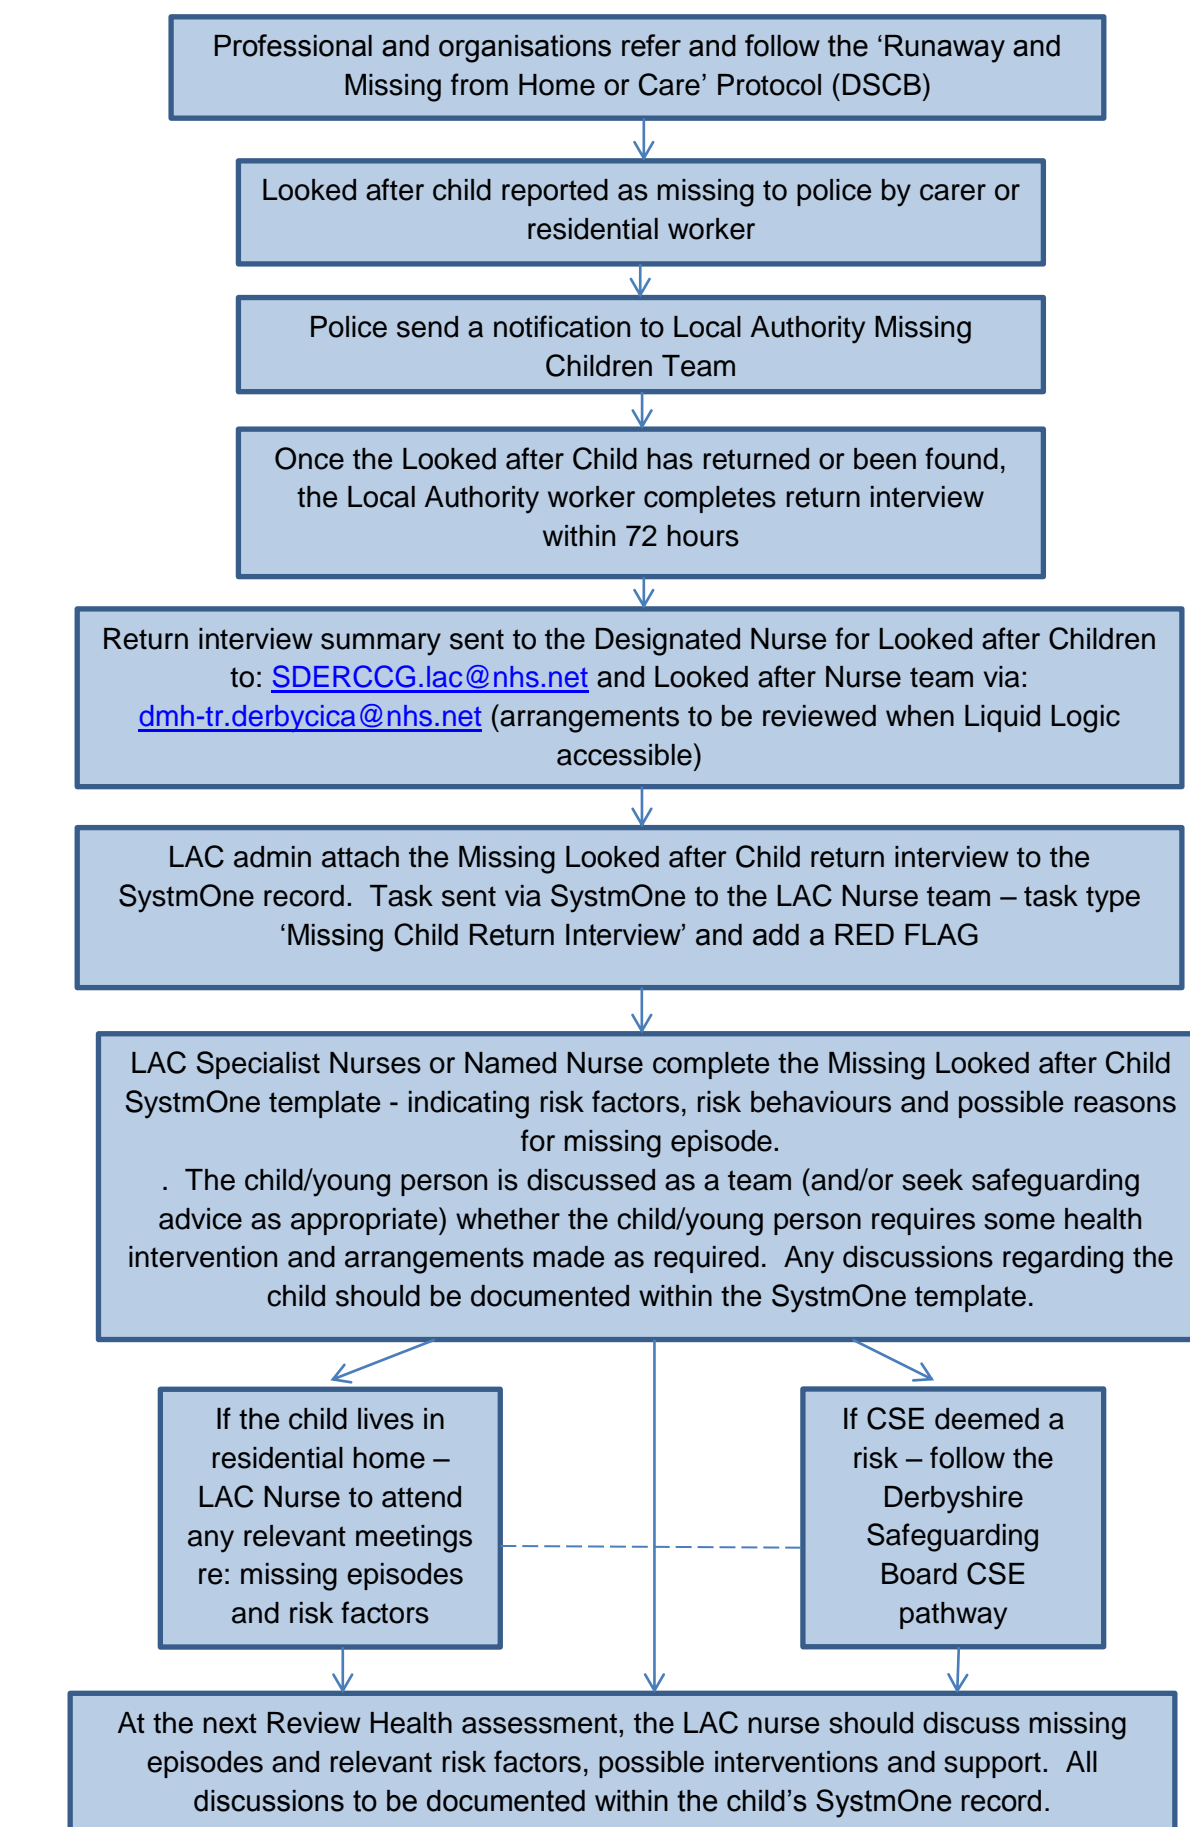 Professional and organisations refer and follow the ‘Runaway and
Missing from Home or Care’ Protocol (DSCB)
Looked after child reported as missing to police by carer or
residential worker
Police send a notification to Local Authority Missing
Children Team
Once the Looked after Child has returned or been found,
the Local Authority worker completes return interview
within 72 hours
Return interview summary sent to the Designated Nurse for Looked after Children
to: SDERCCG.lac@nhs.net and Looked after Nurse team via:
dmh-tr.derbycica@nhs.net (arrangements to be reviewed when Liquid Logic
accessible)
LAC admin attach the Missing Looked after Child return interview to the
SystmOne record.  Task sent via SystmOne to the LAC Nurse team – task type
‘Missing Child Return Interview’ and add a RED FLAG
LAC Specialist Nurses or Named Nurse complete the Missing Looked after Child
SystmOne template - indicating risk factors, risk behaviours and possible reasons
for missing episode.
.  The child/young person is discussed as a team (and/or seek safeguarding
advice as appropriate) whether the child/young person requires some health
intervention and arrangements made as required.  Any discussions regarding the
child should be documented within the SystmOne template.
If the child lives in
residential home –
LAC Nurse to attend
any relevant meetings
re: missing episodes
and risk factors
If CSE deemed a
risk – follow the
Derbyshire
Safeguarding
Board CSE
pathway
At the next Review Health assessment, the LAC nurse should discuss missing
episodes and relevant risk factors, possible interventions and support.  All
discussions to be documented within the child’s SystmOne record.